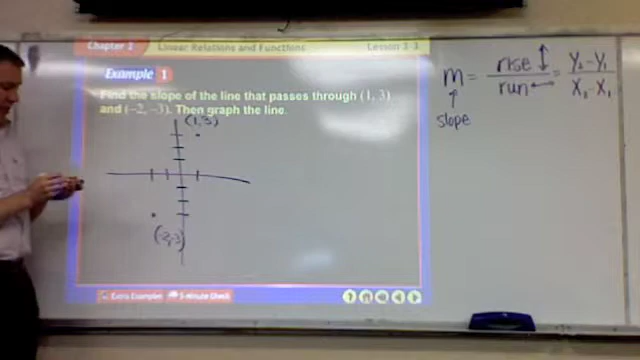 Chapter 2 Linear Relations and Functions Lesson 2-3
Example 1
Find the slope of the line that passes through (1, 3)
and (−2, −3). Then graph the line.
(1, 3)
(-2,-3)
Extra Examples 5-Minute Check
m = rise / run = Y₂-Y₁ / X₂-X₁
slope